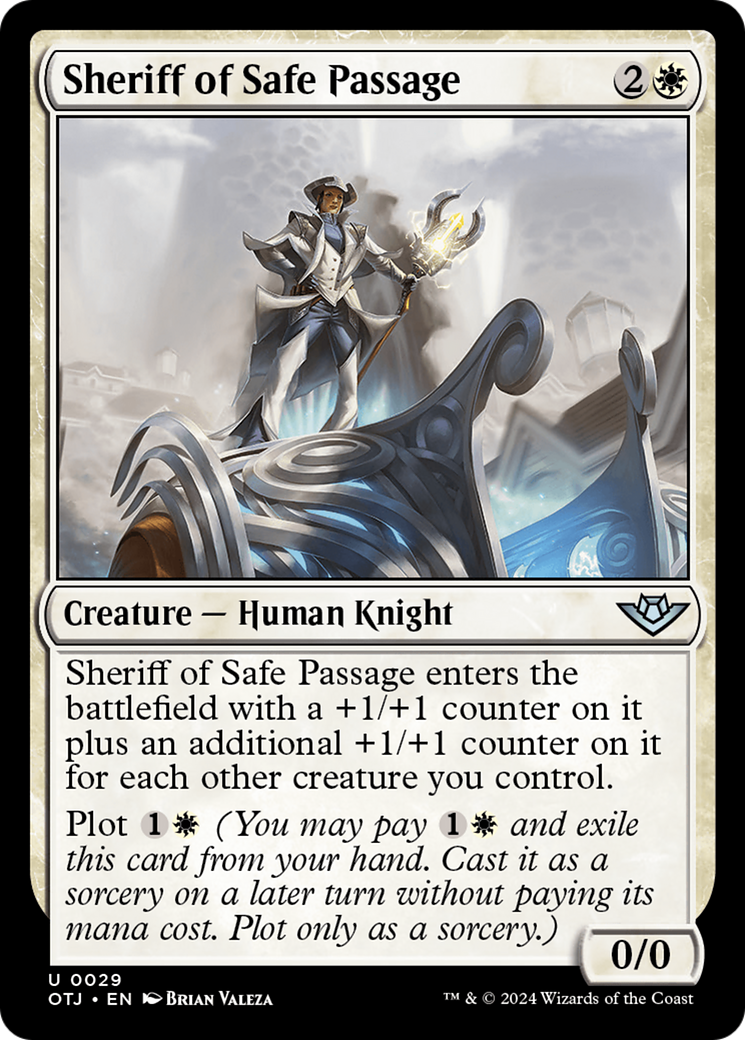 Sheriff of Safe Passage 2
Creature — Human Knight
Sheriff of Safe Passage enters the
battlefield with a +1/+1 counter on it
plus an additional +1/+1 counter on it
for each other creature you control.
Plot 1 (You may pay 1 and exile
this card from your hand. Cast it as a
sorcery on a later turn without paying its
mana cost. Plot only as a sorcery.)
0/0
U 0029
OTJ • EN Brian Valeza ™ & © 2024 Wizards of the Coast